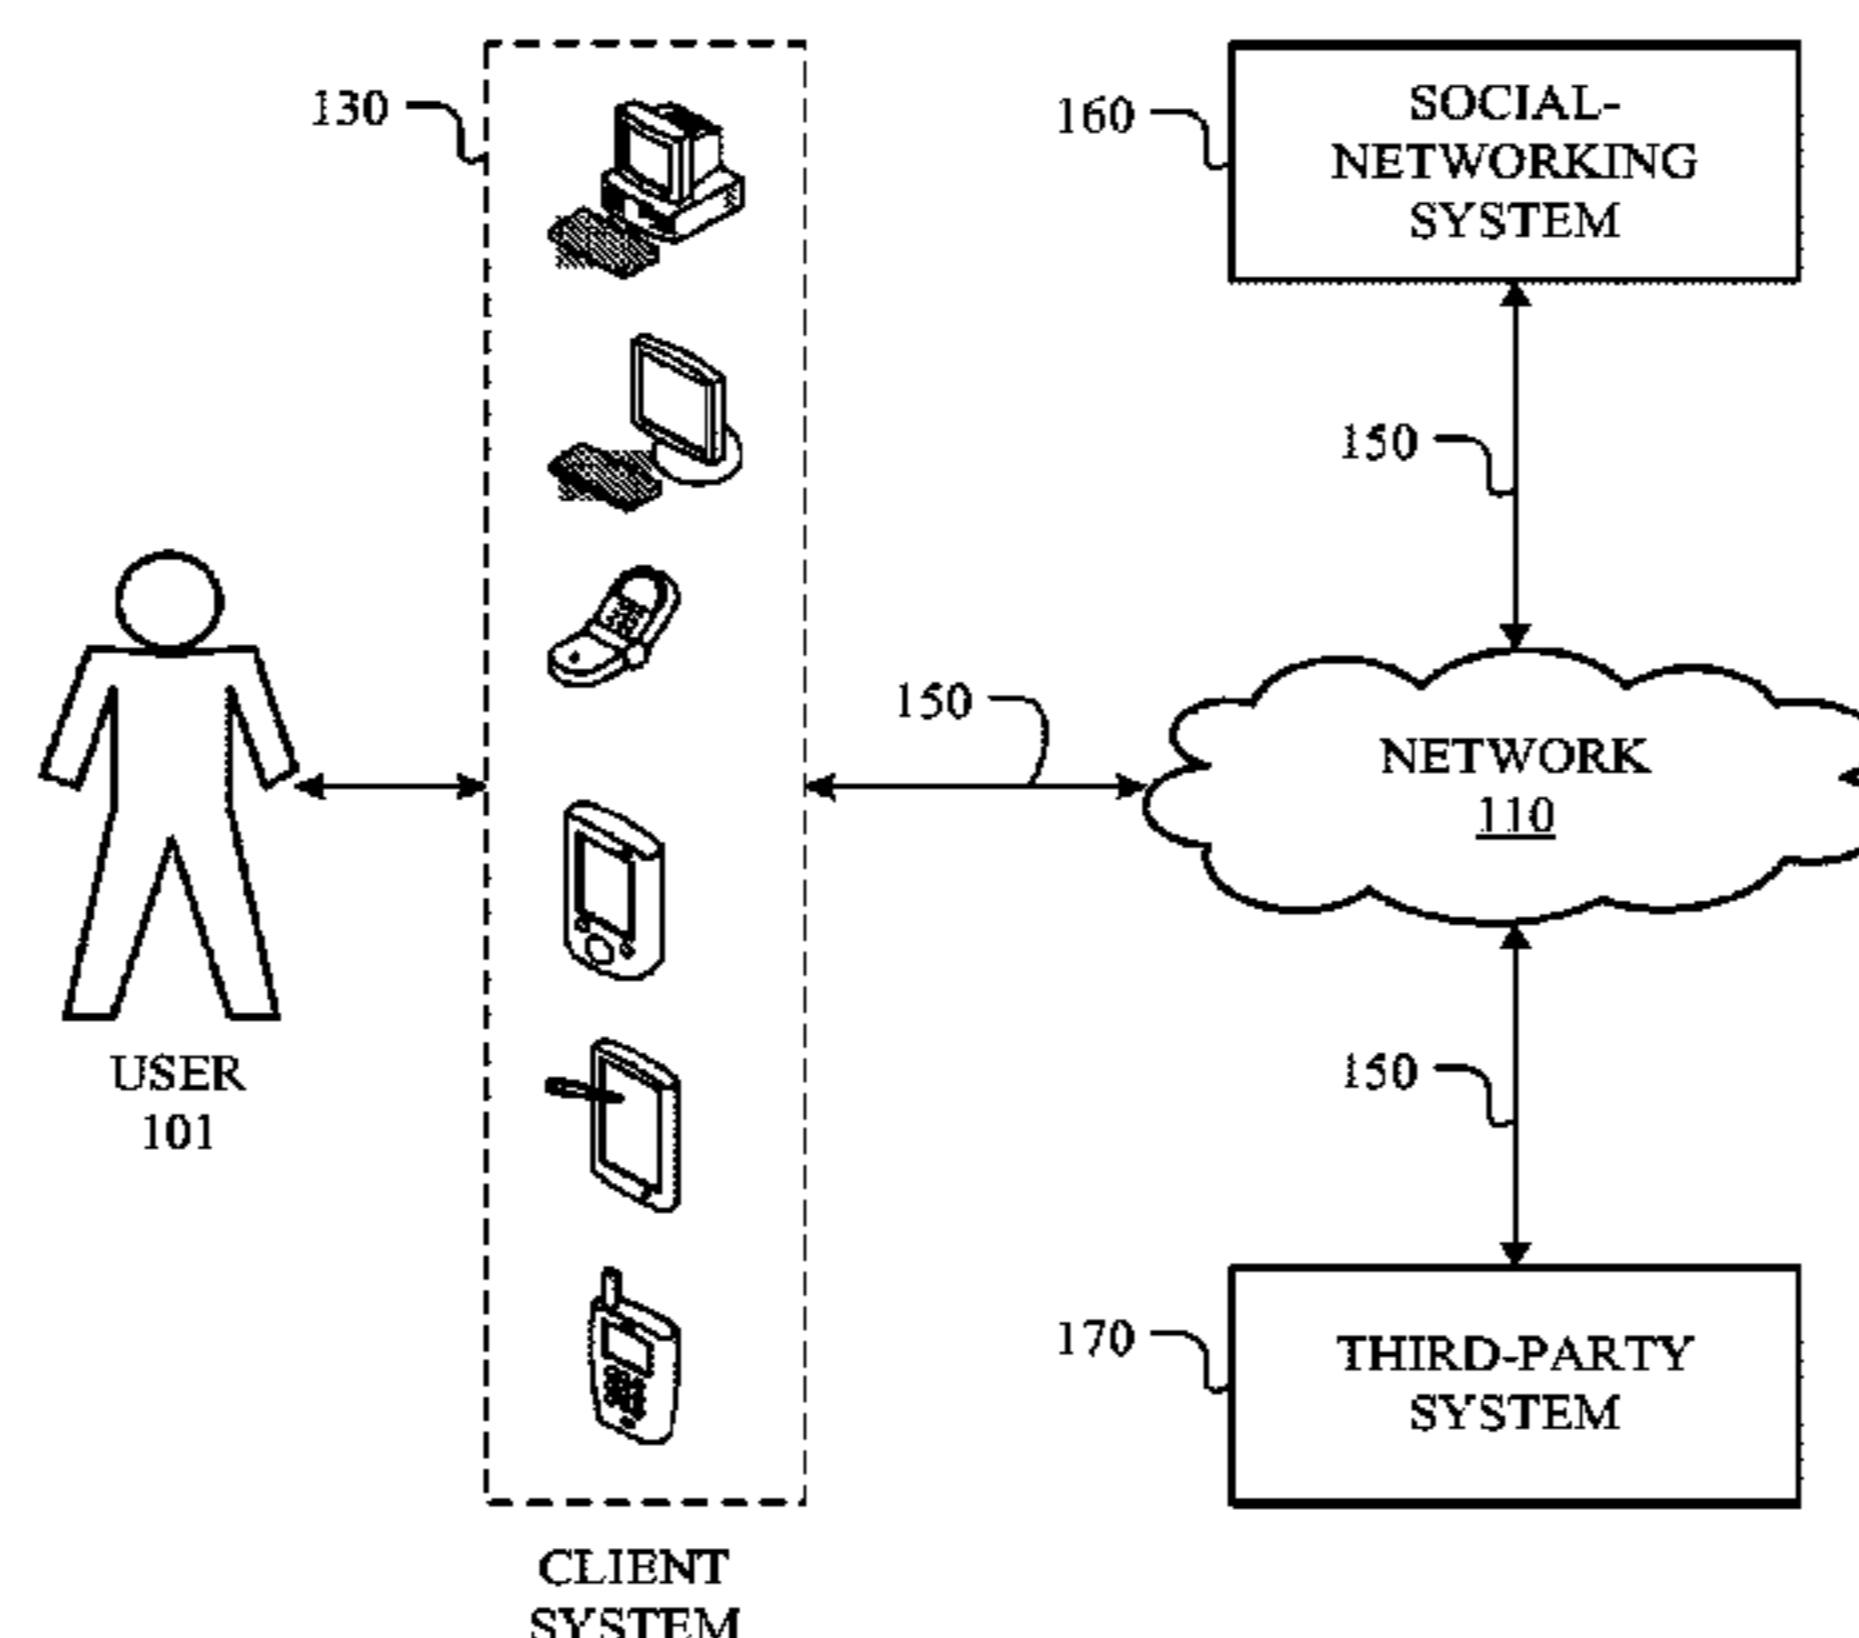 130
160
SOCIAL-
NETWORKING
SYSTEM
150
150
NETWORK
110
USER
101
150
170
THIRD-PARTY
SYSTEM
CLIENT
SYSTEM